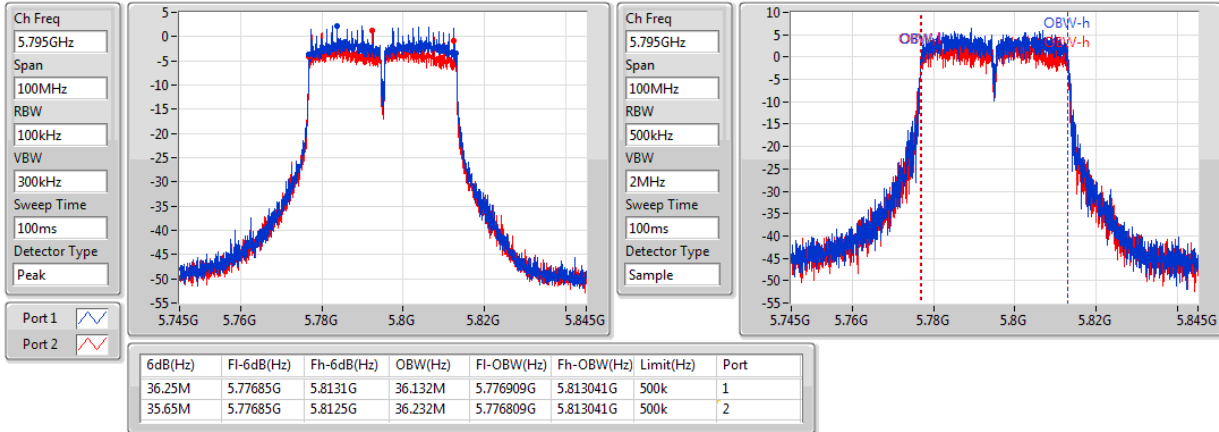 Ch Freq
5.795GHz
Span
100MHz
RBW
100kHz
VBW
300kHz
Sweep Time
100ms
Detector Type
Peak
Port 1
Port 2
5
0
-5
-10
-15
-20
-25
-30
-35
-40
-45
-50
-55
5.745G 5.76G 5.78G 5.8G 5.82G 5.845G
Ch Freq
5.795GHz
Span
100MHz
RBW
500kHz
VBW
2MHz
Sweep Time
100ms
Detector Type
Sample
10
5
0
-5
-10
-15
-20
-25
-30
-35
-40
-45
-50
-55
OBW-h
OBW-h
5.745G 5.76G 5.78G 5.8G 5.82G 5.845G
6dB(Hz) Fl-6dB(Hz) Fh-6dB(Hz) OBW(Hz) Fl-OBW(Hz) Fh-OBW(Hz) Limit(Hz) Port
36.25M 5.77685G 5.8131G 36.132M 5.776909G 5.813041G 500k 1
35.65M 5.77685G 5.8125G 36.232M 5.776809G 5.813041G 500k 2